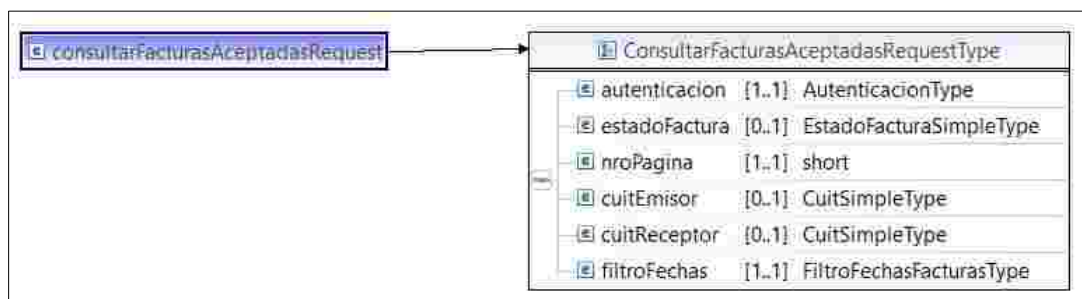 consultarFacturasAceptadasRequest
ConsultarFacturasAceptadasRequestType
autenticacion [1..1] AutenticacionType
estadoFactura [0..1] EstadoFacturaSimpleType
nroPagina [1..1] short
cuitEmisor [0..1] CuitSimpleType
cuitReceptor [0..1] CuitSimpleType
filtroFechas [1..1] FiltroFechasFacturasType